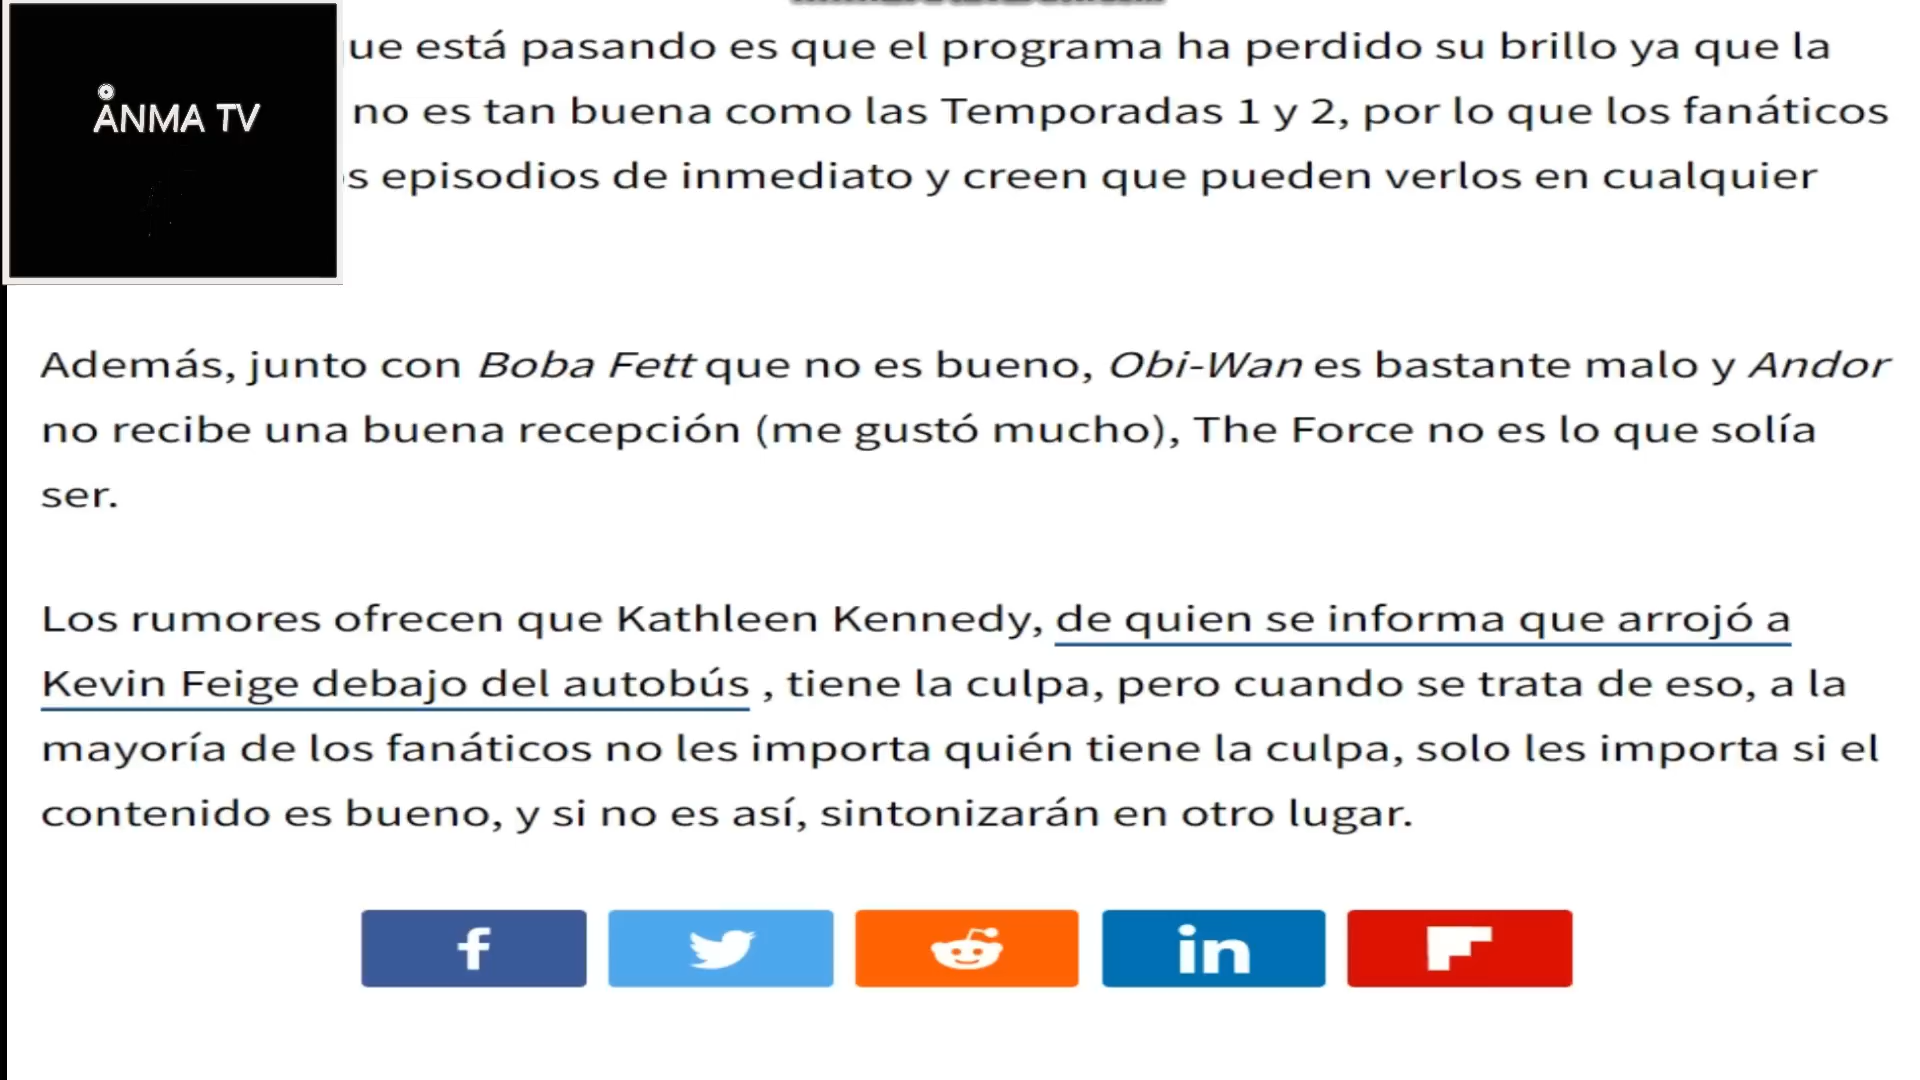 ANMA TV
está pasando es que el programa ha perdido su brillo ya que la
no es tan buena como las Temporadas 1 y 2, por lo que los fanáticos
episodios de inmediato y creen que pueden verlos en cualquier
Además, junto con Boba Fett que no es bueno, Obi-Wan es bastante malo y Andor
no recibe una buena recepción (me gustó mucho), The Force no es lo que solía
ser.
Los rumores ofrecen que Kathleen Kennedy, de quien se informa que arrojó a
Kevin Feige debajo del autobús , tiene la culpa, pero cuando se trata de eso, a la
mayoría de los fanáticos no les importa quién tiene la culpa, solo les importa si el
contenido es bueno, y si no es así, sintonizarán en otro lugar.
f
in